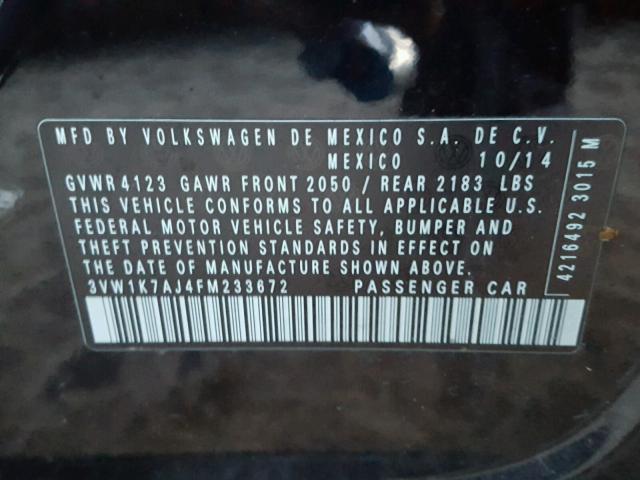 MFD BY VOLKSWAGEN DE MEXICO S.A. DE C.V.
MEXICO 10/14
GVWR 4123 GAWR FRONT 2050 / REAR 2183 LBS
THIS VEHICLE CONFORMS TO ALL APPLICABLE U.S.
FEDERAL MOTOR VEHICLE SAFETY, BUMPER AND
THEFT PREVENTION STANDARDS IN EFFECT ON
THE DATE OF MANUFACTURE SHOWN ABOVE.
3VW1K7AJ4FM233672 PASSENGER CAR
4216492 3015 M